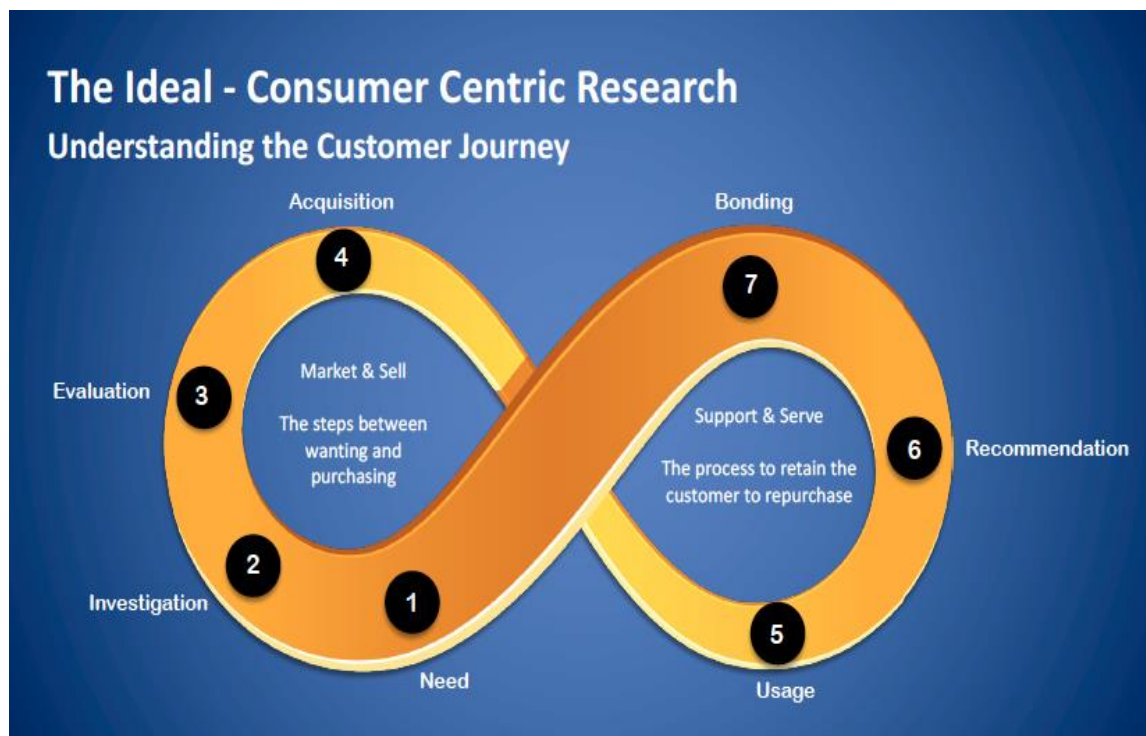 The Ideal - Consumer Centric Research
Understanding the Customer Journey
Acquisition
Bonding
4
7
Market & Sell
The steps between
wanting and
purchasing
Evaluation
3
Support & Serve
The process to retain the
customer to repurchase
6
Recommendation
2
Investigation
1
Need
5
Usage